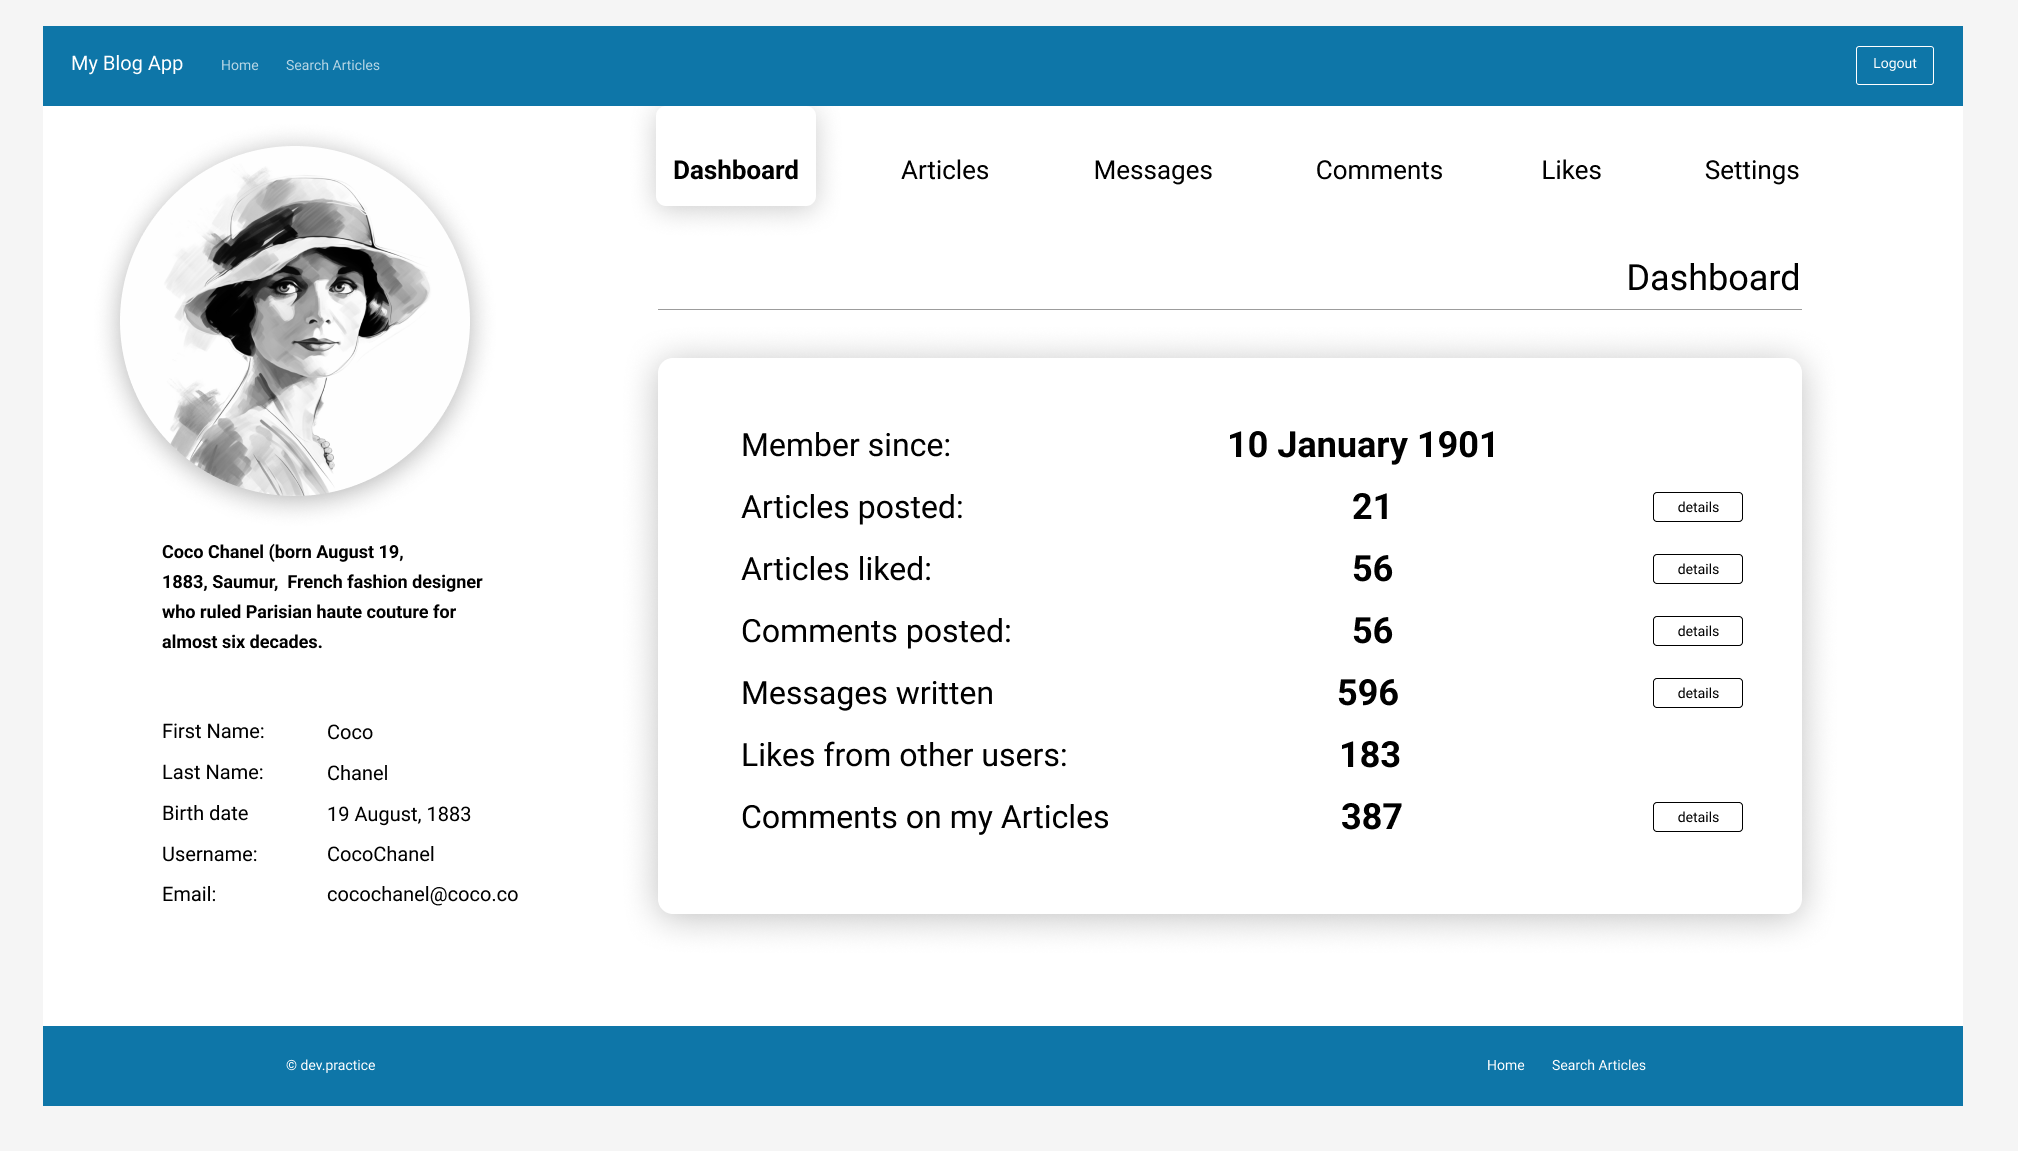 My Blog App Home Search Articles Logout
Dashboard Articles Messages Comments Likes Settings
Dashboard
Coco Chanel (born August 19,
1883, Saumur,  French fashion designer
who ruled Parisian haute couture for
almost six decades.
First Name: Coco
Last Name: Chanel
Birth date 19 August, 1883
Username: CocoChanel
Email: cocochanel@coco.co
Member since: 10 January 1901
Articles posted: 21 details
Articles liked: 56 details
Comments posted: 56 details
Messages written 596 details
Likes from other users: 183
Comments on my Articles 387 details
© dev.practice Home Search Articles